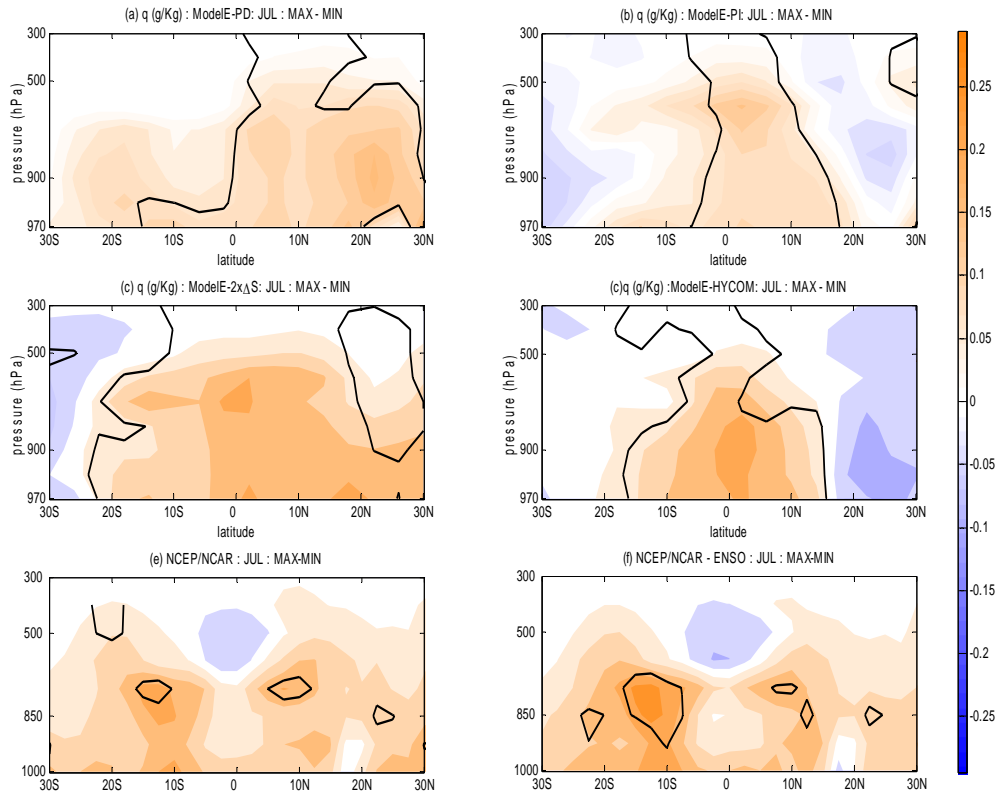 (a) q (g/Kg) : ModelE-PD: JUL : MAX - MIN
(b) q (g/Kg) : ModelE-PI: JUL : MAX - MIN
300
500
900
970
pressure (hPa)
30S 20S 10S 0 10N 20N 30N
latitude
300
500
900
970
pressure (hPa)
30S 20S 10S 0 10N 20N 30N
latitude
(c) q (g/Kg) : ModelE-2xΔS: JUL : MAX - MIN
(c)q (g/Kg) :ModelE-HYCOM: JUL : MAX - MIN
300
500
900
970
pressure (hPa)
30S 20S 10S 0 10N 20N 30N
latitude
300
500
900
970
pressure (hPa)
30S 20S 10S 0 10N 20N 30N
latitude
(e) NCEP/NCAR : JUL : MAX-MIN
(f) NCEP/NCAR - ENSO : JUL : MAX-MIN
300
500
850
1000
30S 20S 10S 0 10N 20N 30N
300
500
850
1000
30S 20S 10S 0 10N 20N 30N
0.25
0.2
0.15
0.1
0.05
0
-0.05
-0.1
-0.15
-0.2
-0.25